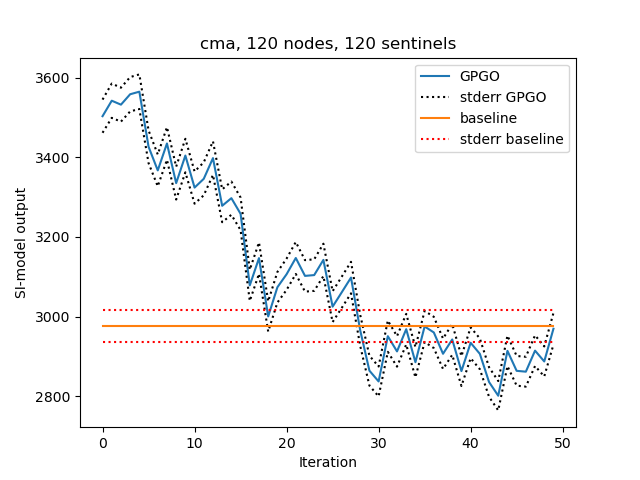 cma, 120 nodes, 120 sentinels
GPGO
stderr GPGO
baseline
stderr baseline
SI-model output
3600
3400
3200
3000
2800
0 10 20 30 40 50
Iteration